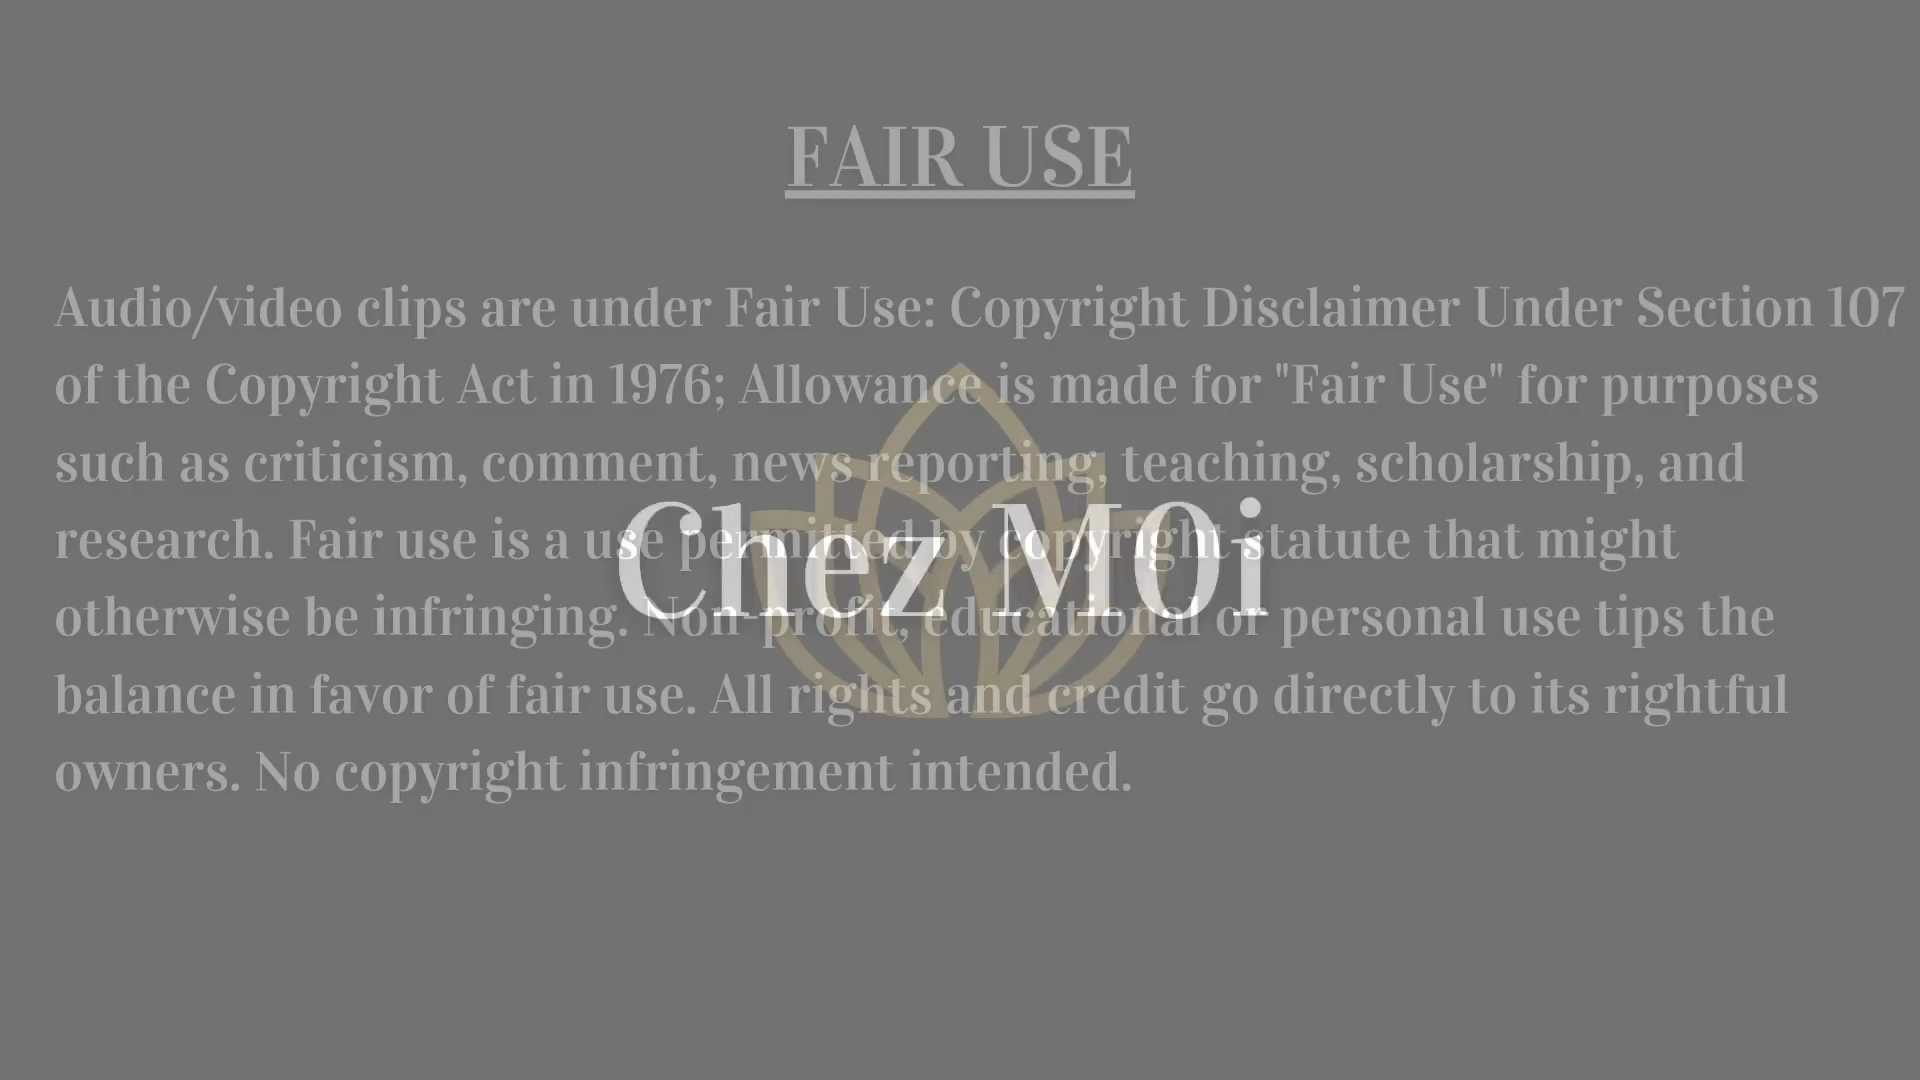 FAIR USE
Audio/video clips are under Fair Use: Copyright Disclaimer Under Section 107
of the Copyright Act in 1976; Allowance is made for "Fair Use" for purposes
such as criticism, comment, news reporting, teaching, scholarship, and
research. Fair use is a use permitted by copyright statute that might
Chez MOi
otherwise be infringing. Non-profit, educational or personal use tips the
balance in favor of fair use. All rights and credit go directly to its rightful
owners. No copyright infringement intended.